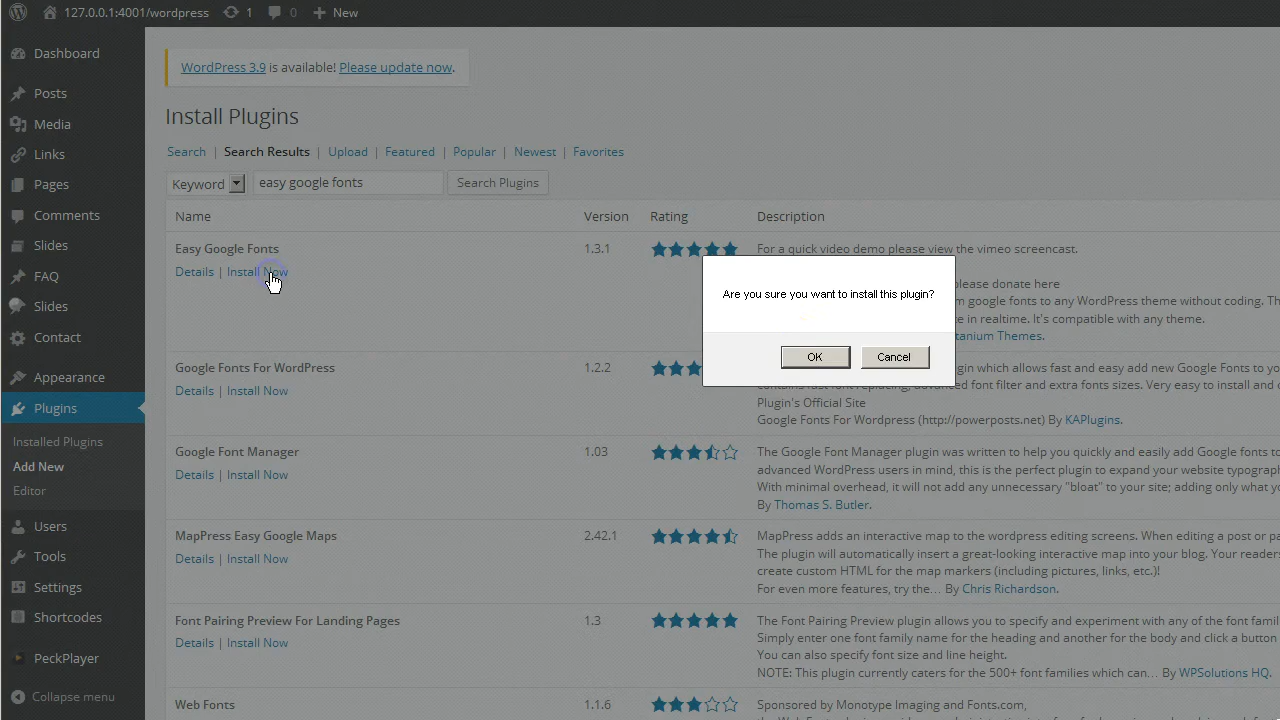 127.0.0.1:4001/wordpress 1 0 New
Dashboard
Posts
Media
Links
Pages
Comments
Slides
FAQ
Slides
Contact
Appearance
Plugins
Installed Plugins
Add New
Editor
Users
Tools
Settings
Shortcodes
PeckPlayer
Collapse menu
WordPress 3.9 is available! Please update now.
Install Plugins
Search | Search Results | Upload | Featured | Popular | Newest | Favorites
Keyword easy google fonts Search Plugins
Name Version Rating Description
Easy Google Fonts 1.3.1 For a quick video demo please view the vimeo screencast.
Details | Install Now
please donate here
google fonts to any WordPress theme without coding.
in realtime. It's compatible with any theme.
Themes.
Are you sure you want to install this plugin?
OK Cancel
Google Fonts For WordPress 1.2.2 which allows fast and easy add new Google Fonts to
Details | Install Now
contains fast font replacing, advanced font filter and extra fonts sizes. Very easy to install and
Plugin's Official Site
Google Fonts For Wordpress (http://powerposts.net) By KAPlugins.
Google Font Manager 1.03 The Google Font Manager plugin was written to help you quickly and easily add Google fonts to
Details | Install Now
advanced WordPress users in mind, this is the perfect plugin to expand your website
With minimal overhead, it will not add any unnecessary "bloat" to your site; adding only what
By Thomas S. Butler.
MapPress Easy Google Maps 2.42.1 MapPress adds an interactive map to the wordpress editing screens. When editing a post or
Details | Install Now
The plugin will automatically insert a great-looking interactive map into your blog. Your readers
create custom HTML for the map markers (including pictures, links, etc.)!
For even more features, try the… By Chris Richardson.
Font Pairing Preview For Landing Pages 1.3 The Font Pairing Preview plugin allows you to specify and experiment with any of the font
Details | Install Now
Simply enter one font family name for the heading and another for the body and click a button
You can also specify font size and line height.
NOTE: This plugin currently caters for the 500+ font families which can… By WPSolutions HQ.
Web Fonts 1.1.6 Sponsored by Monotype Imaging and Fonts.com,